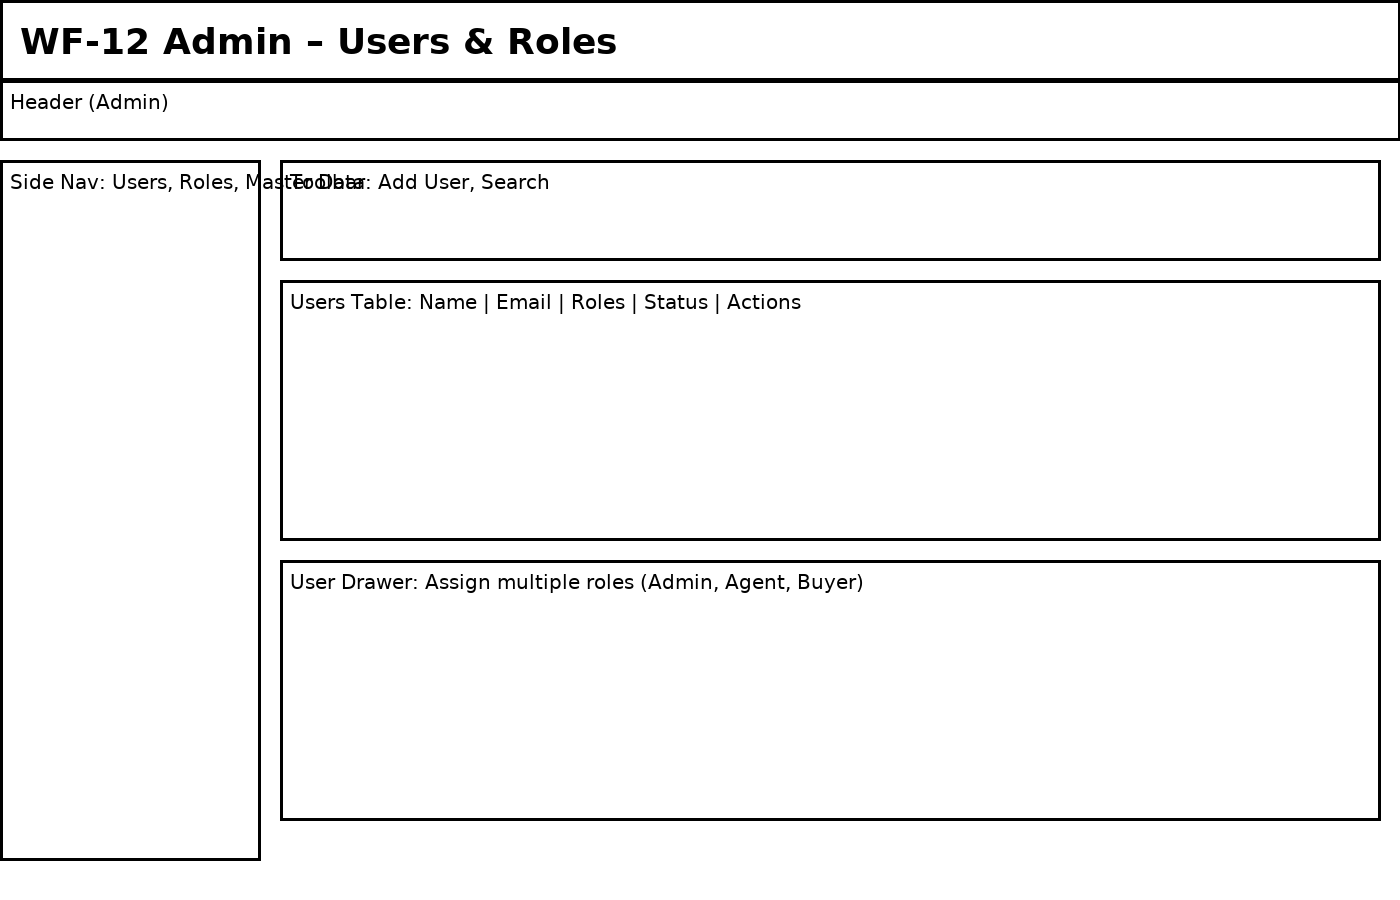 WF-12 Admin – Users & Roles
Header (Admin)
Side Nav: Users, Roles, Master Data
Toolbar: Add User, Search
Users Table: Name | Email | Roles | Status | Actions
User Drawer: Assign multiple roles (Admin, Agent, Buyer)